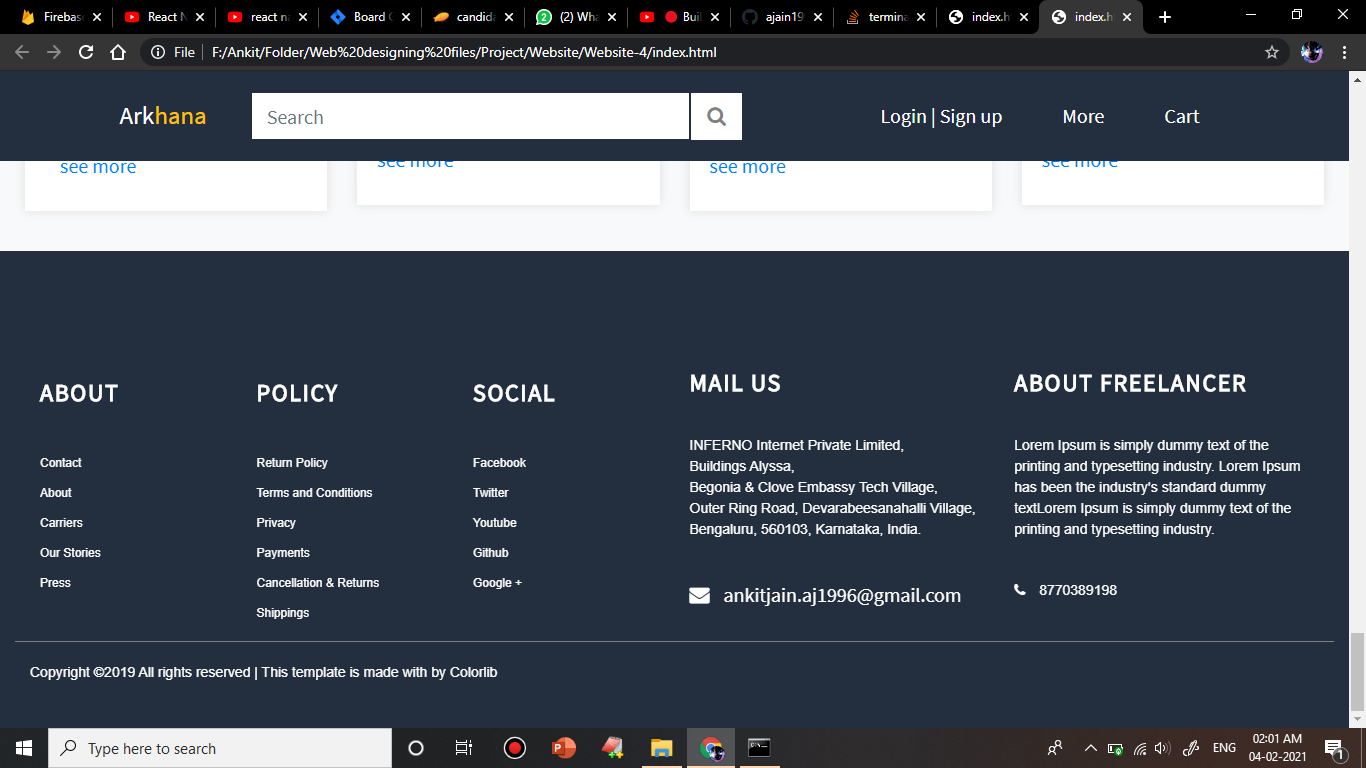 Firebas
React N
react na
Board
candida
(2) Wha
Buil
ajain19
termina
index.h
index.h
File
F:/Ankit/Folder/Web%20designing%20files/Project/Website/Website-4/index.html
Arkhana
Search
Login | Sign up
More
Cart
see more
see more
see more
see more
ABOUT
Contact
About
Carriers
Our Stories
Press
POLICY
Return Policy
Terms and Conditions
Privacy
Payments
Cancellation & Returns
Shippings
SOCIAL
Facebook
Twitter
Youtube
Github
Google +
MAIL US
INFERNO Internet Private Limited,
Buildings Alyssa,
Begonia & Clove Embassy Tech Village,
Outer Ring Road, Devarabeesanahalli Village,
Bengaluru, 560103, Karnataka, India.
ankitjain.aj1996@gmail.com
ABOUT FREELANCER
Lorem Ipsum is simply dummy text of the
printing and typesetting industry. Lorem Ipsum
has been the industry's standard dummy
textLorem Ipsum is simply dummy text of the
printing and typesetting industry.
8770389198
Copyright ©2019 All rights reserved | This template is made with by Colorlib
Type here to search
ENG
02:01 AM
04-02-2021
1